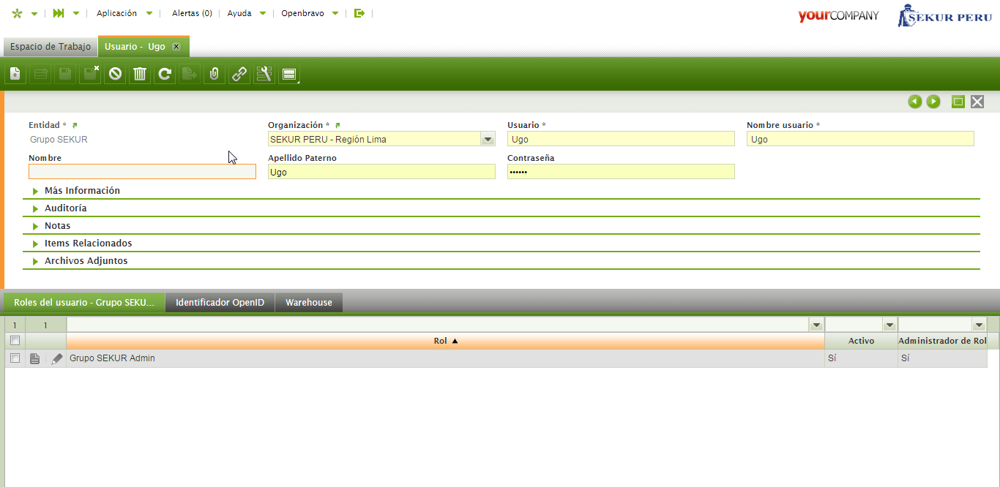 Aplicación Alertas (0) Ayuda Openbravo
yourCOMPANY SEKUR PERU
Espacio de Trabajo Usuario - Ugo
Entidad * Organización * Usuario * Nombre usuario *
Grupo SEKUR SEKUR PERU - Región Lima Ugo Ugo
Nombre Apellido Paterno Contraseña
Ugo ••••••
Más Información
Auditoría
Notas
Items Relacionados
Archivos Adjuntos
Roles del usuario - Grupo SEKU... Identificador OpenID Warehouse
1 1
Rol Activo Administrador de Rol
Grupo SEKUR Admin Sí Sí